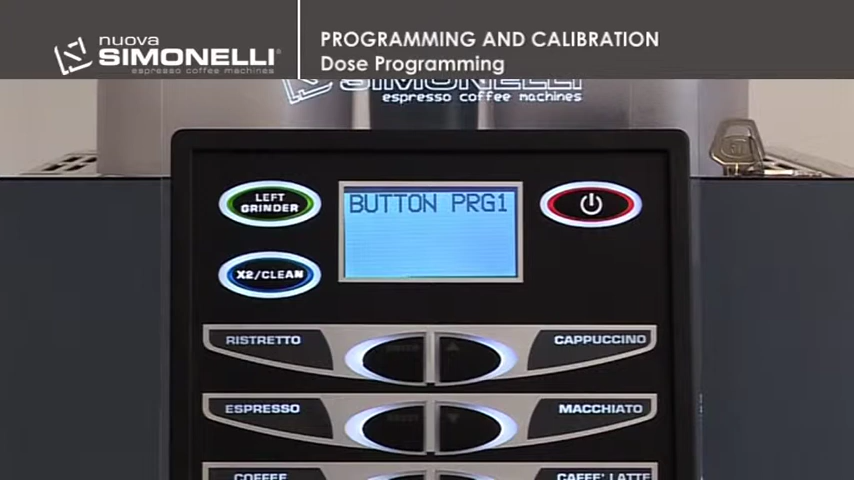 nuova
SIMONELLI
espresso coffee machines
PROGRAMMING AND CALIBRATION
Dose Programming
SIMONELLI
espresso coffee machines
LEFT
GRINDER
BUTTON PRG1
X2/CLEAN
RISTRETTO
CAPPUCCINO
ESPRESSO
MACCHIATO
COFFEE
CAFFE' LATTE